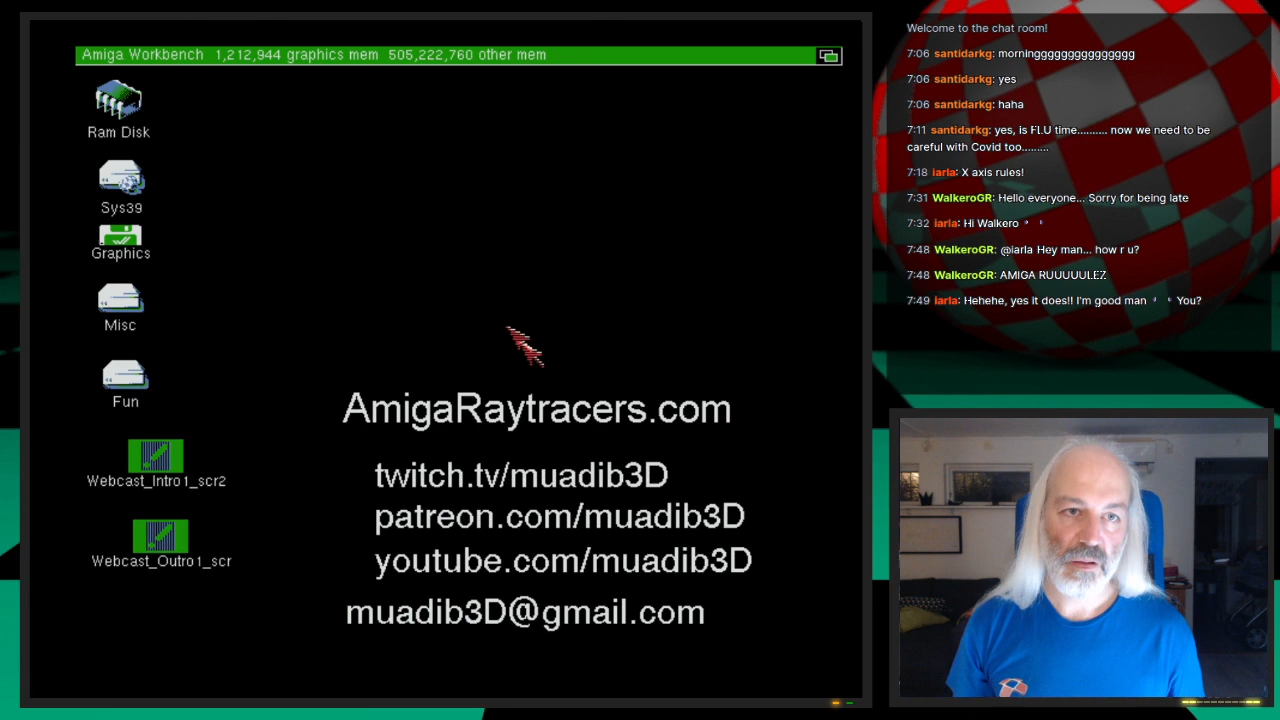 Amiga Workbench 1,212,944 graphics mem 505,222,760 other mem
Ram Disk
Sys39
Graphics
Misc
Fun
Webcast_Intro1_scr2
Webcast_Outro1_scr
AmigaRaytracers.com
twitch.tv/muadib3D
patreon.com/muadib3D
youtube.com/muadib3D
muadib3D@gmail.com
Welcome to the chat room!
7:06 santidarkg: morninggggggggggggggg
7:06 santidarkg: yes
7:06 santidarkg: haha
7:11 santidarkg: yes, is FLU time.......... now we need to be
careful with Covid too.........
7:18 iarla: X axis rules!
7:31 WalkeroGR: Hello everyone... Sorry for being late
7:32 iarla: Hi Walkero
7:48 WalkeroGR: @iarla Hey man... how r u?
7:48 WalkeroGR: AMIGA RUUUUULEZ
7:49 iarla: Hehehe, yes it does!! I'm good man You?